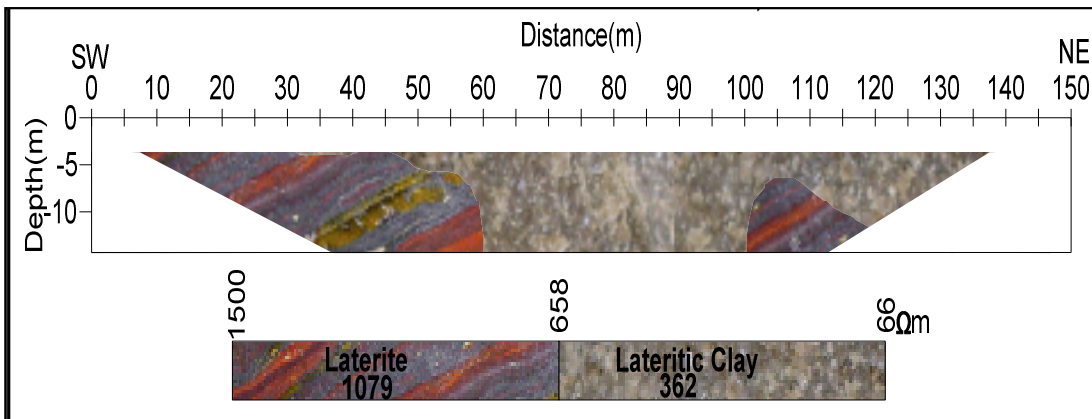 Distance(m)
SW NE
0 10 20 30 40 50 60 70 80 90 100 110 120 130 140 150
Depth(m)
0
-5
-10
1500 658 66 Ωm
Laterite Lateritic Clay
1079 362